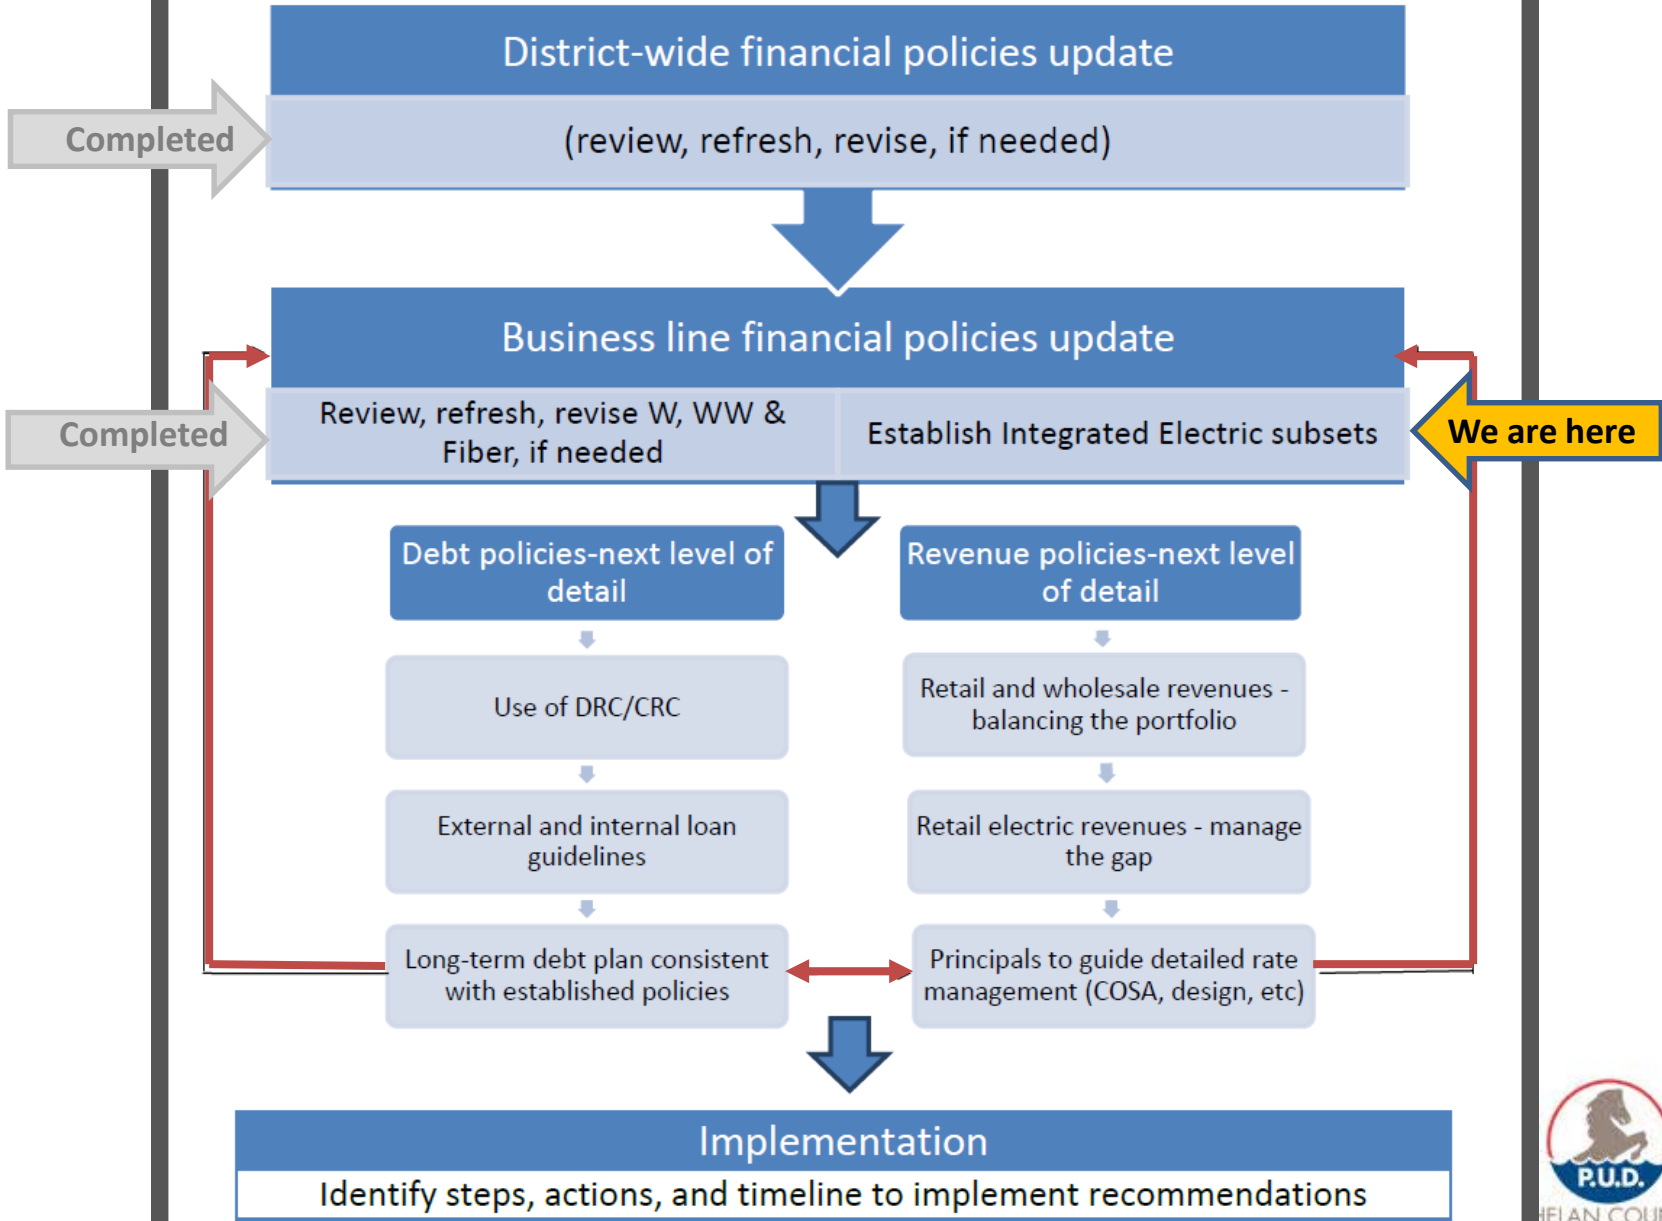 District-wide financial policies update
Completed
(review, refresh, revise, if needed)
Business line financial policies update
Completed
Review, refresh, revise W, WW &
Fiber, if needed
Establish Integrated Electric subsets
We are here
Debt policies-next level of
detail
Revenue policies-next level
of detail
Use of DRC/CRC
Retail and wholesale revenues -
balancing the portfolio
External and internal loan
guidelines
Retail electric revenues - manage
the gap
Long-term debt plan consistent
with established policies
Principals to guide detailed rate
management (COSA, design, etc)
Implementation
Identify steps, actions, and timeline to implement recommendations
P.U.D.